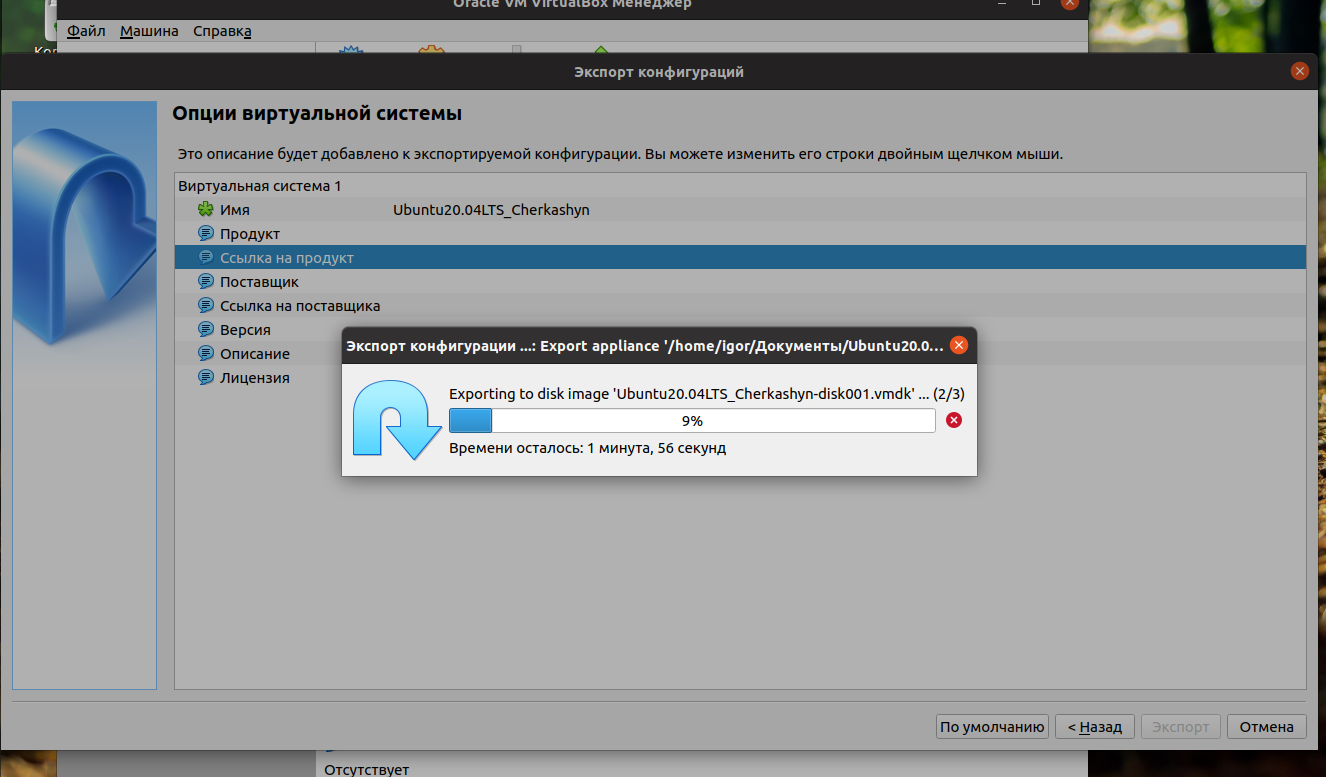 Oracle VM VirtualBox Менеджер
Файл Машина Справка
Экспорт конфигураций
Опции виртуальной системы
Это описание будет добавлено к экспортируемой конфигурации. Вы можете изменить его строки двойным щелчком мыши.
Виртуальная система 1
Имя Ubuntu20.04LTS_Cherkashyn
Продукт
Ссылка на продукт
Поставщик
Ссылка на поставщика
Версия
Описание
Лицензия
Экспорт конфигурации ...: Export appliance '/home/igor/Документы/Ubuntu20.0...
Exporting to disk image 'Ubuntu20.04LTS_Cherkashyn-disk001.vmdk' ... (2/3)
9%
Времени осталось: 1 минута, 56 секунд
По умолчанию < Назад Экспорт Отмена
Отсутствует